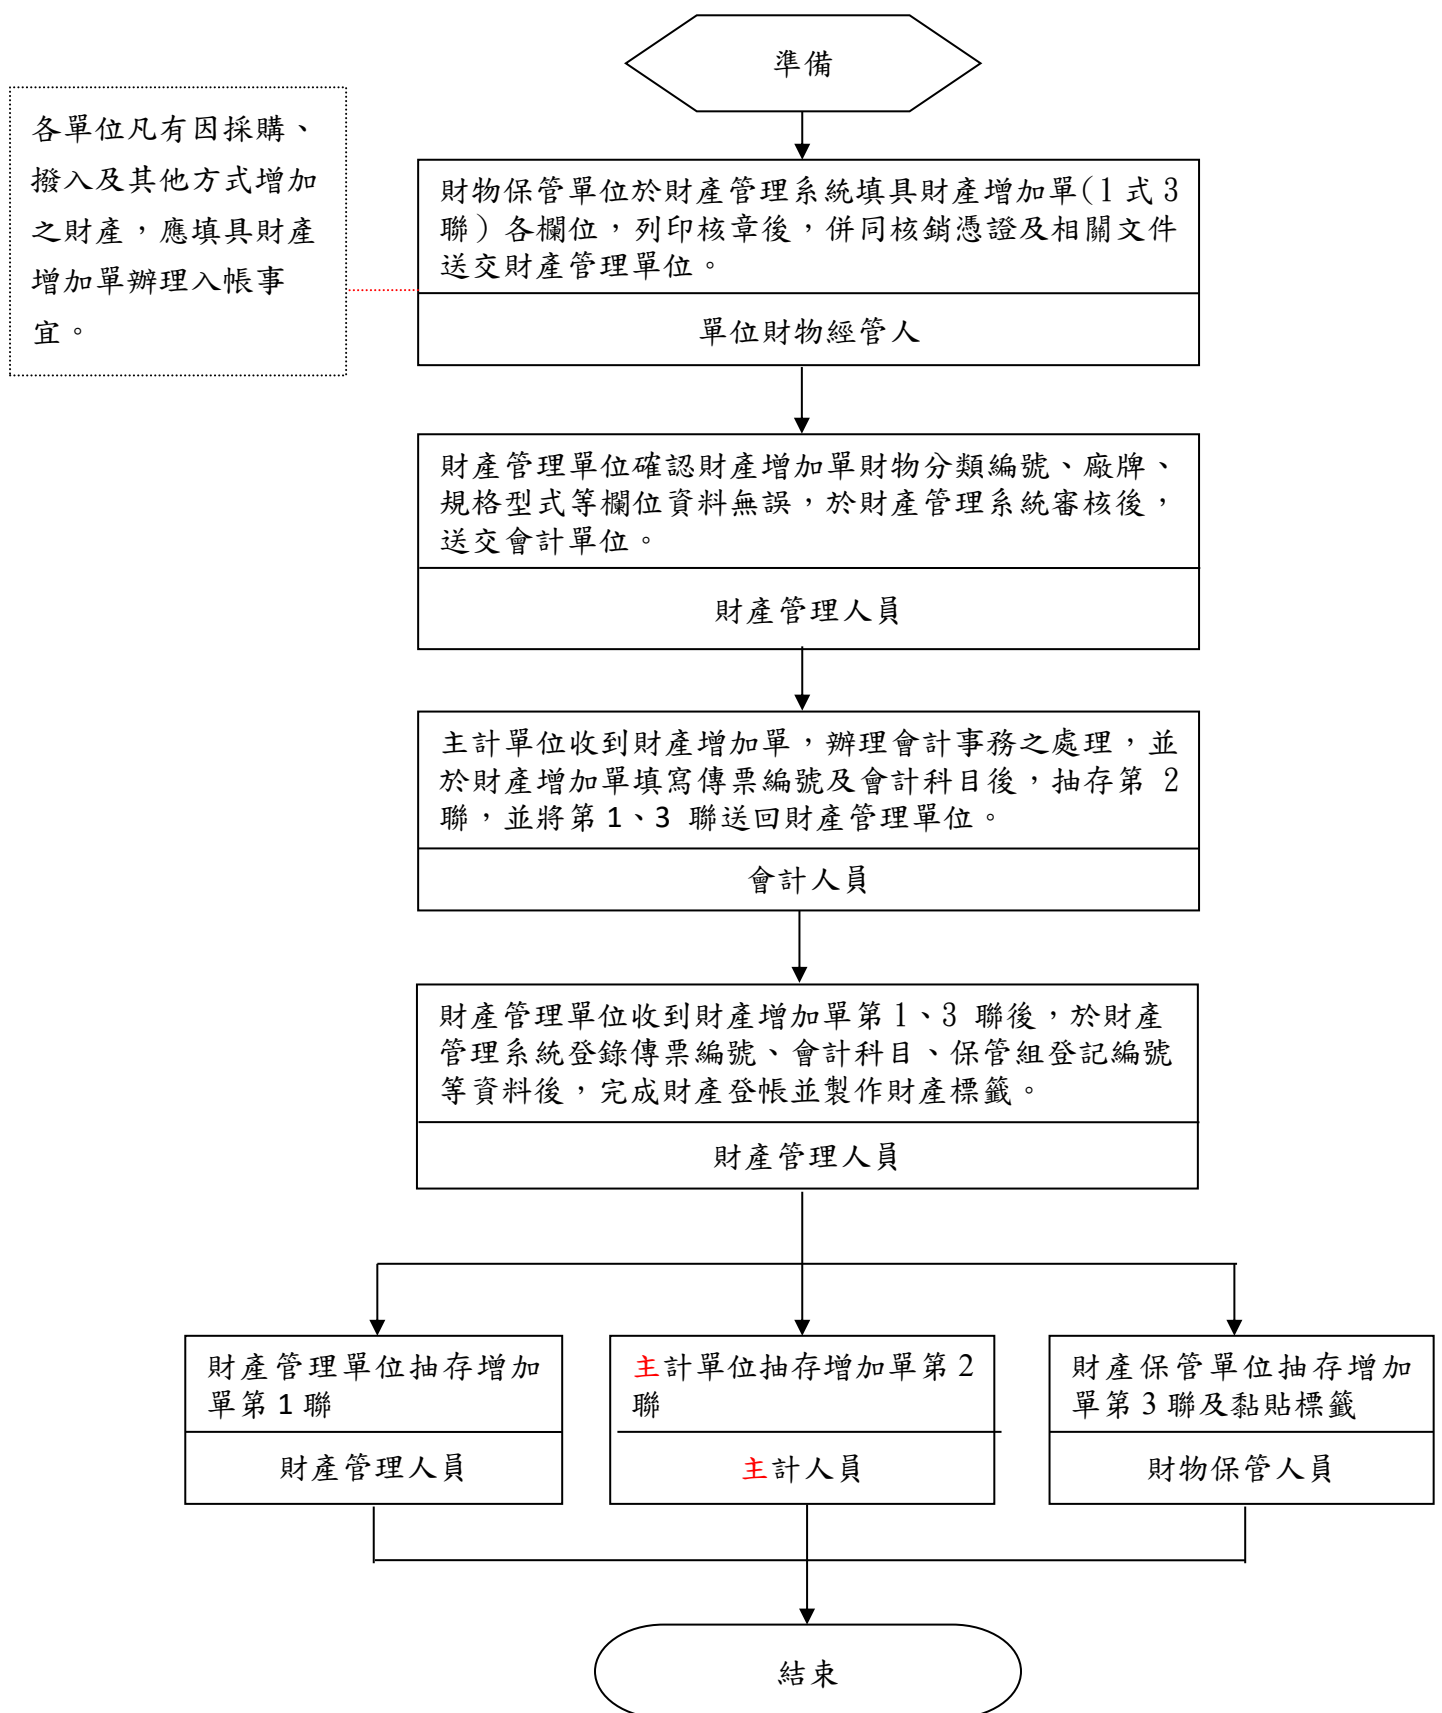 準備
各單位凡有因採購、
撥入及其他方式增加
之財產，應填具財產
增加單辦理入帳事
宜。
財物保管單位於財產管理系統填具財產增加單(1 式 3
聯）各欄位，列印核章後，併同核銷憑證及相關文件
送交財產管理單位。
單位財物經管人
財產管理單位確認財產增加單財物分類編號、廠牌、
規格型式等欄位資料無誤，於財產管理系統審核後，
送交會計單位。
財產管理人員
主計單位收到財產增加單，辦理會計事務之處理，並
於財產增加單填寫傳票編號及會計科目後，抽存第 2
聯，並將第 1、3 聯送回財產管理單位。
會計人員
財產管理單位收到財產增加單第 1、3 聯後，於財產
管理系統登錄傳票編號、會計科目、保管組登記編號
等資料後，完成財產登帳並製作財產標籤。
財產管理人員
財產管理單位抽存增加
單第 1 聯
財產管理人員
主計單位抽存增加單第 2
聯
主計人員
財產保管單位抽存增加
單第 3 聯及黏貼標籤
財物保管人員
結束